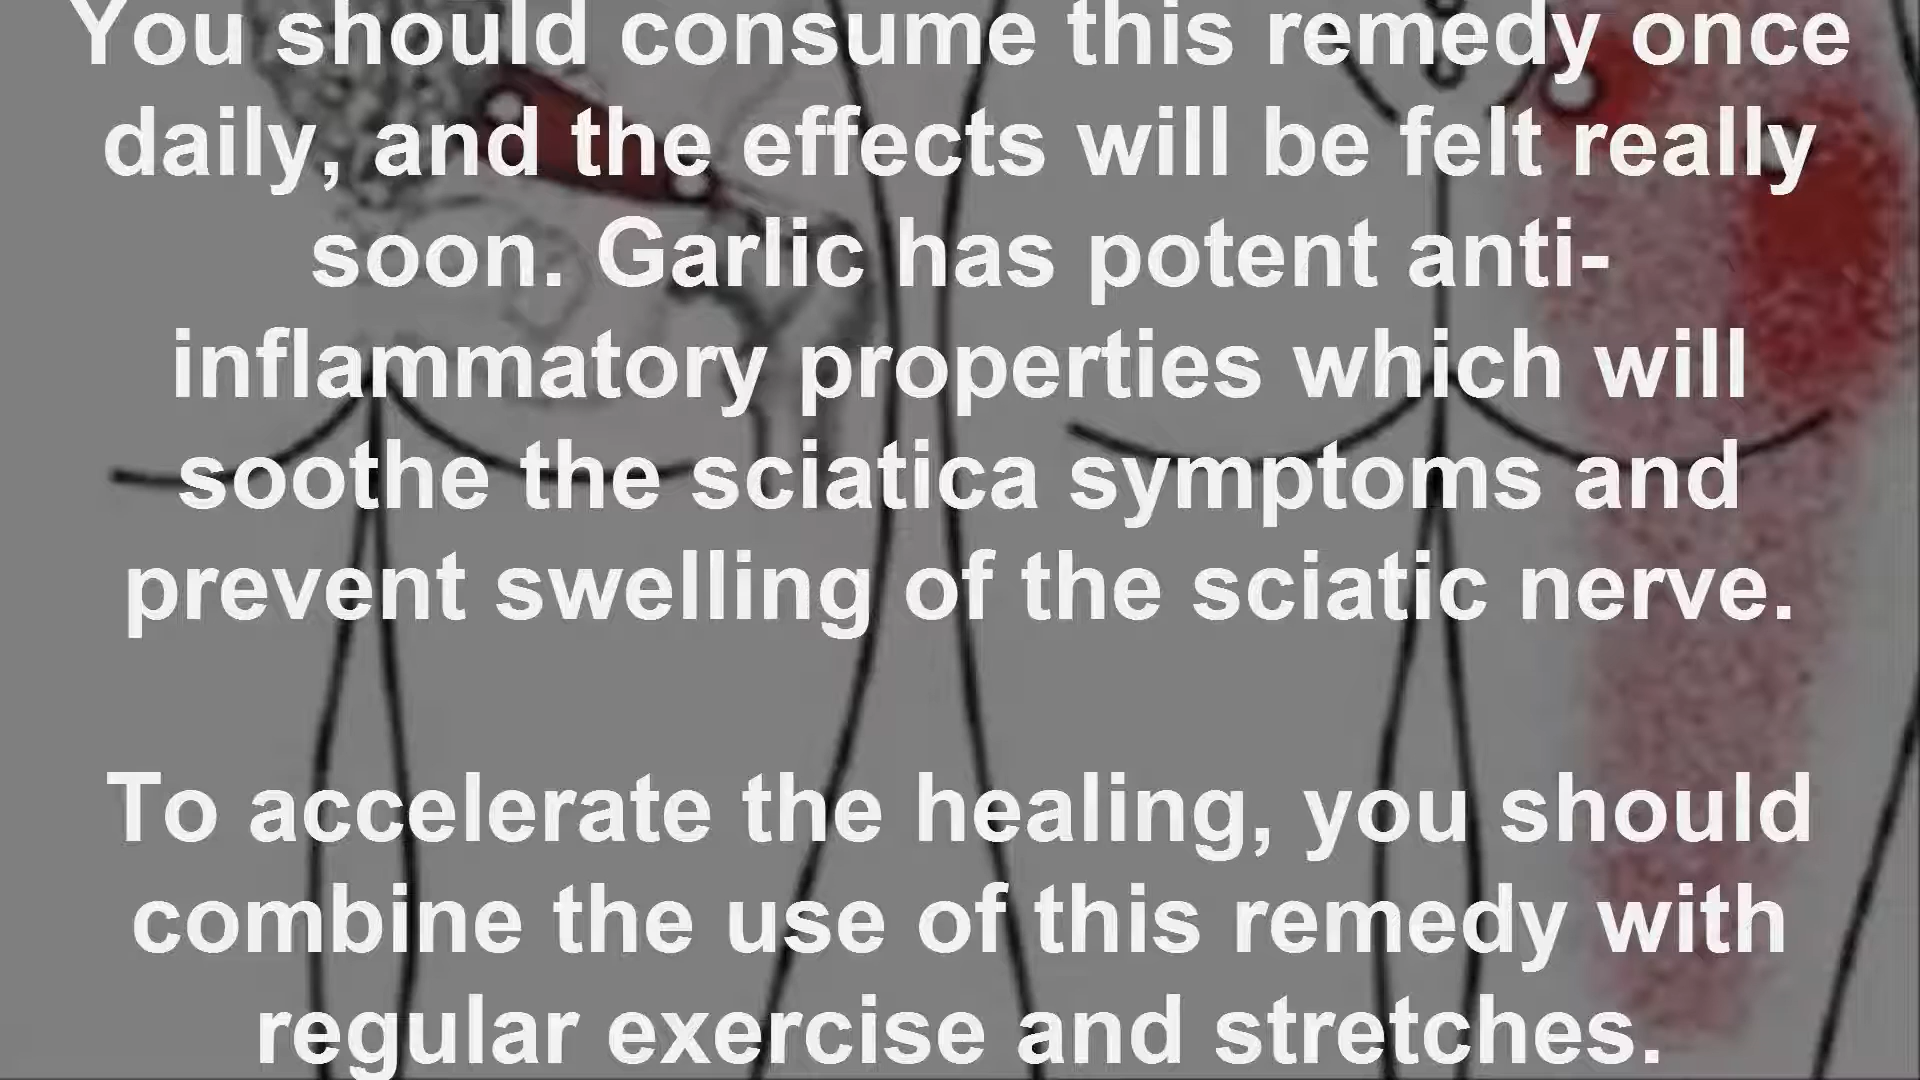 You should consume this remedy once
daily, and the effects will be felt really
soon. Garlic has potent anti-
inflammatory properties which will
soothe the sciatica symptoms and
prevent swelling of the sciatic nerve.
To accelerate the healing, you should
combine the use of this remedy with
regular exercise and stretches.